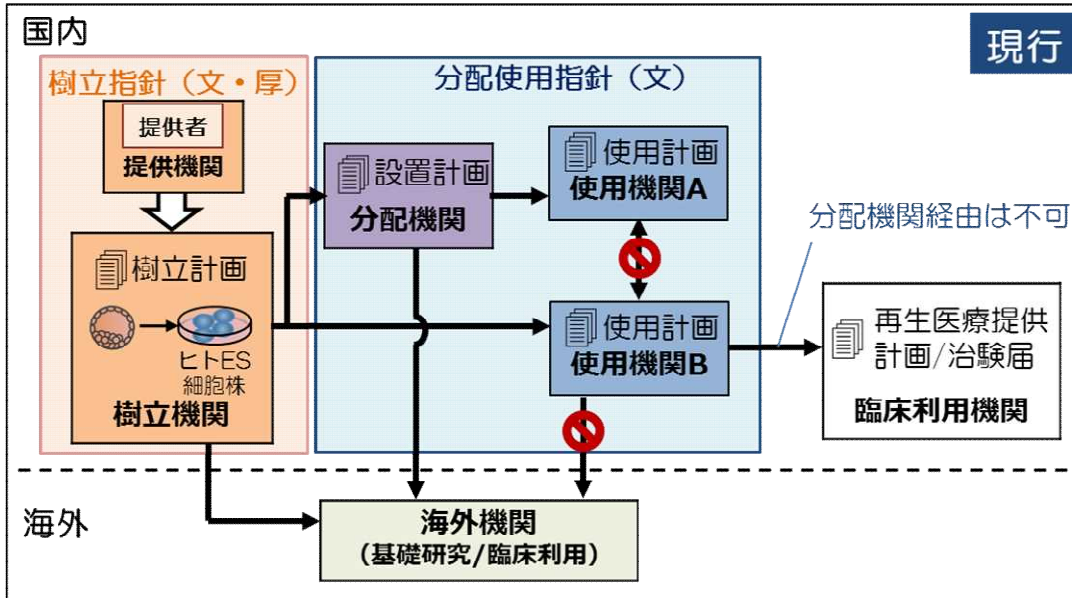 国内
現行
樹立指針（文・厚）
分配使用指針（文）
提供者
提供機関
樹立計画
ヒトES
細胞株
樹立機関
設置計画
分配機関
使用計画
使用機関A
使用計画
使用機関B
分配機関経由は不可
再生医療提供
計画/治験届
臨床利用機関
海外
海外機関
（基礎研究/臨床利用）